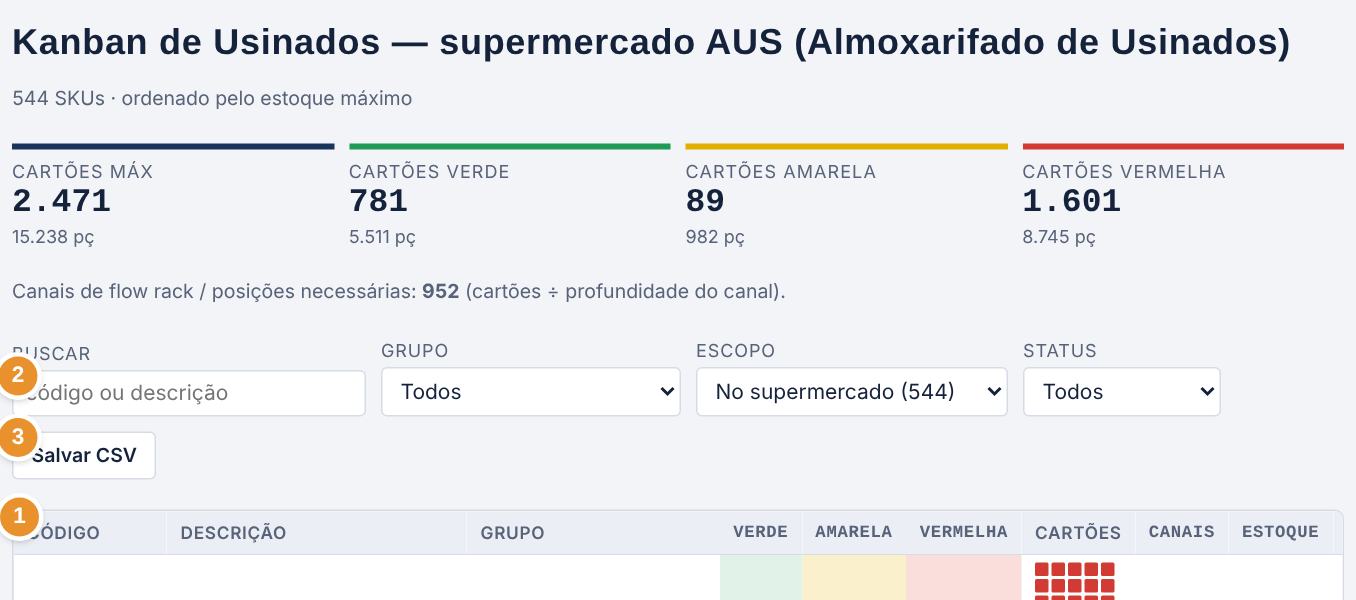 Kanban de Usinados — supermercado AUS (Almoxarifado de Usinados)
544 SKUs · ordenado pelo estoque máximo
CARTÕES MÁX
2.471
15.238 pç
CARTÕES VERDE
781
5.511 pç
CARTÕES AMARELA
89
982 pç
CARTÕES VERMELHA
1.601
8.745 pç
Canais de flow rack / posições necessárias: 952 (cartões ÷ profundidade do canal).
BUSCAR
2
código ou descrição
GRUPO
Todos
ESCOPO
No supermercado (544)
STATUS
Todos
3
Salvar CSV
1
CÓDIGO DESCRIÇÃO GRUPO VERDE AMARELA VERMELHA CARTÕES CANAIS ESTOQUE